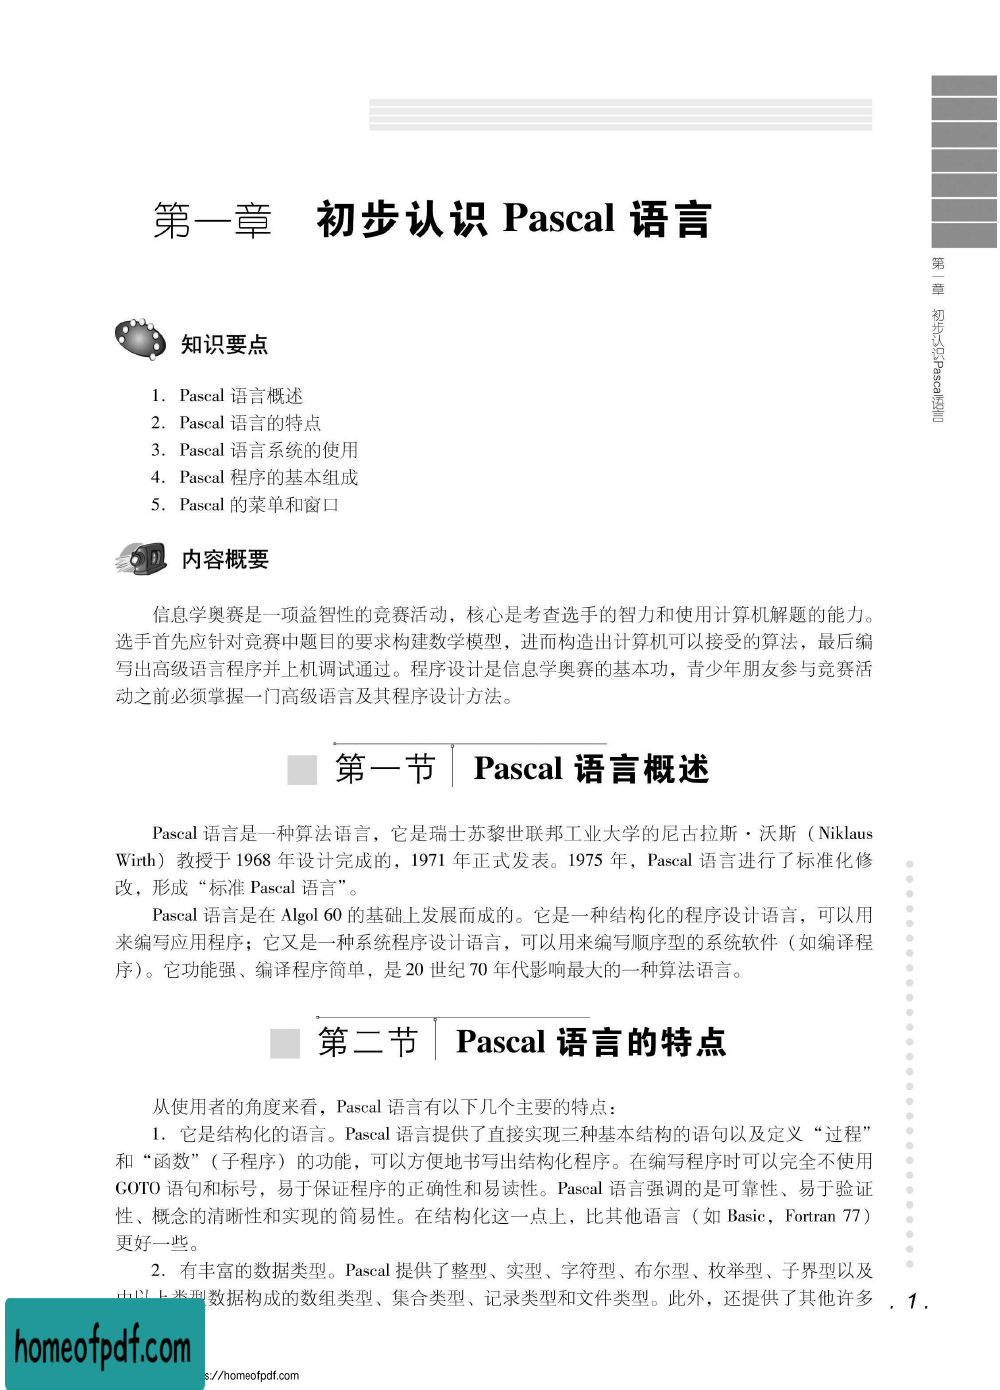 第一章 初步认识 Pascal 语言
第一章 初步认识Pascal语言
知识要点
1. Pascal 语言概述
2. Pascal 语言的特点
3. Pascal 语言系统的使用
4. Pascal 程序的基本组成
5. Pascal 的菜单和窗口
内容概要
信息学奥赛是一项益智性的竞赛活动，核心是考查选手的智力和使用计算机解题的能力。
选手首先应针对竞赛中题目的要求构建数学模型，进而构造出计算机可以接受的算法，最后编
写出高级语言程序并上机调试通过。程序设计是信息学奥赛的基本功，青少年朋友参与竞赛活
动之前必须掌握一门高级语言及其程序设计方法。
第一节 Pascal 语言概述
Pascal 语言是一种算法语言，它是瑞士苏黎世联邦工业大学的尼古拉斯·沃斯（Niklaus
Wirth）教授于 1968 年设计完成的，1971 年正式发表。1975 年，Pascal 语言进行了标准化修
改，形成“标准 Pascal 语言”。
Pascal 语言是在 Algol 60 的基础上发展而成的。它是一种结构化的程序设计语言，可以用
来编写应用程序；它又是一种系统程序设计语言，可以用来编写顺序型的系统软件（如编译程
序）。它功能强、编译程序简单，是 20 世纪 70 年代影响最大的一种算法语言。
第二节 Pascal 语言的特点
从使用者的角度来看，Pascal 语言有以下几个主要的特点：
1. 它是结构化的语言。Pascal 语言提供了直接实现三种基本结构的语句以及定义“过程”
和“函数”（子程序）的功能，可以方便地书写出结构化程序。在编写程序时可以完全不使用
GOTO 语句和标号，易于保证程序的正确性和易读性。Pascal 语言强调的是可靠性、易于验证
性、概念的清晰性和实现的简易性。在结构化这一点上，比其他语言（如 Basic，Fortran 77）
更好一些。
2. 有丰富的数据类型。Pascal 提供了整型、实型、字符型、布尔型、枚举型、子界型以及
由以上类型数据构成的数组类型、集合类型、记录类型和文件类型。此外，还提供了其他许多
. 1 .
homeofpdf.com
s://homeofpdf.com